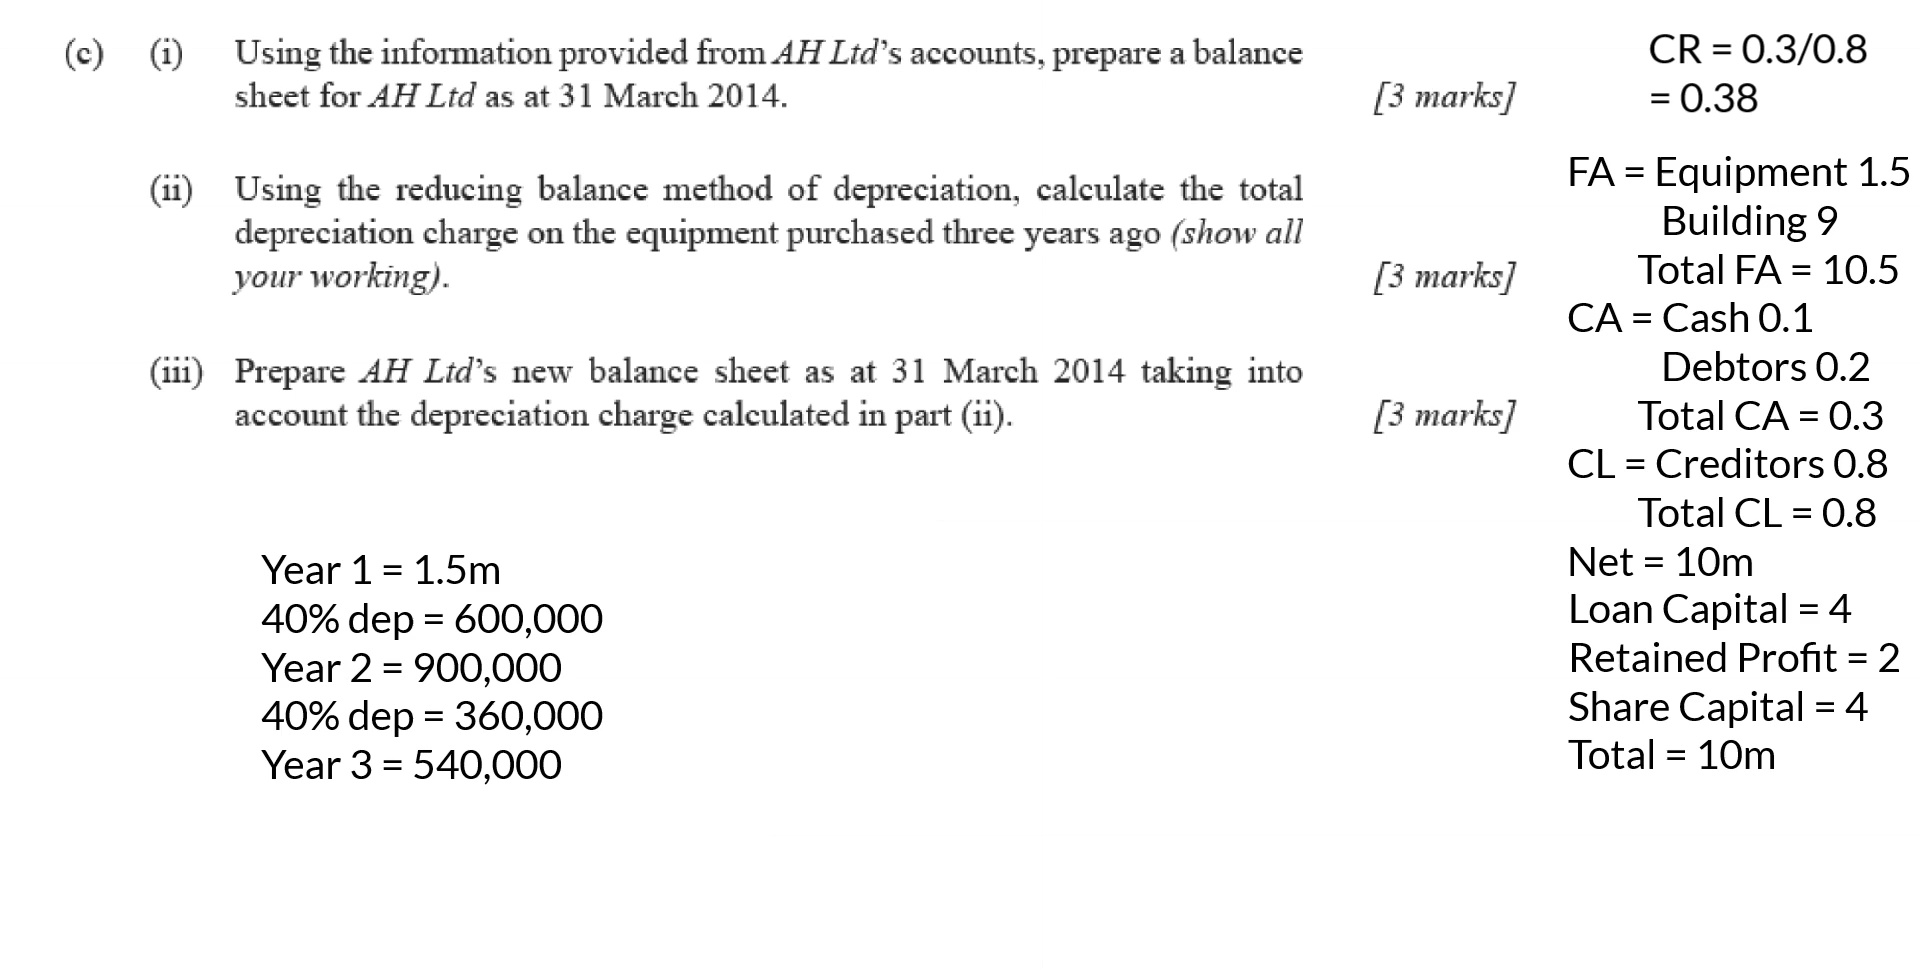 (c) (i) Using the information provided from AH Ltd's accounts, prepare a balance
sheet for AH Ltd as at 31 March 2014. [3 marks]
(ii) Using the reducing balance method of depreciation, calculate the total
depreciation charge on the equipment purchased three years ago (show all
your working). [3 marks]
(iii) Prepare AH Ltd's new balance sheet as at 31 March 2014 taking into
account the depreciation charge calculated in part (ii). [3 marks]
Year 1 = 1.5m
40% dep = 600,000
Year 2 = 900,000
40% dep = 360,000
Year 3 = 540,000
CR = 0.3/0.8
= 0.38
FA = Equipment 1.5
Building 9
Total FA = 10.5
CA = Cash 0.1
Debtors 0.2
Total CA = 0.3
CL = Creditors 0.8
Total CL = 0.8
Net = 10m
Loan Capital = 4
Retained Profit = 2
Share Capital = 4
Total = 10m